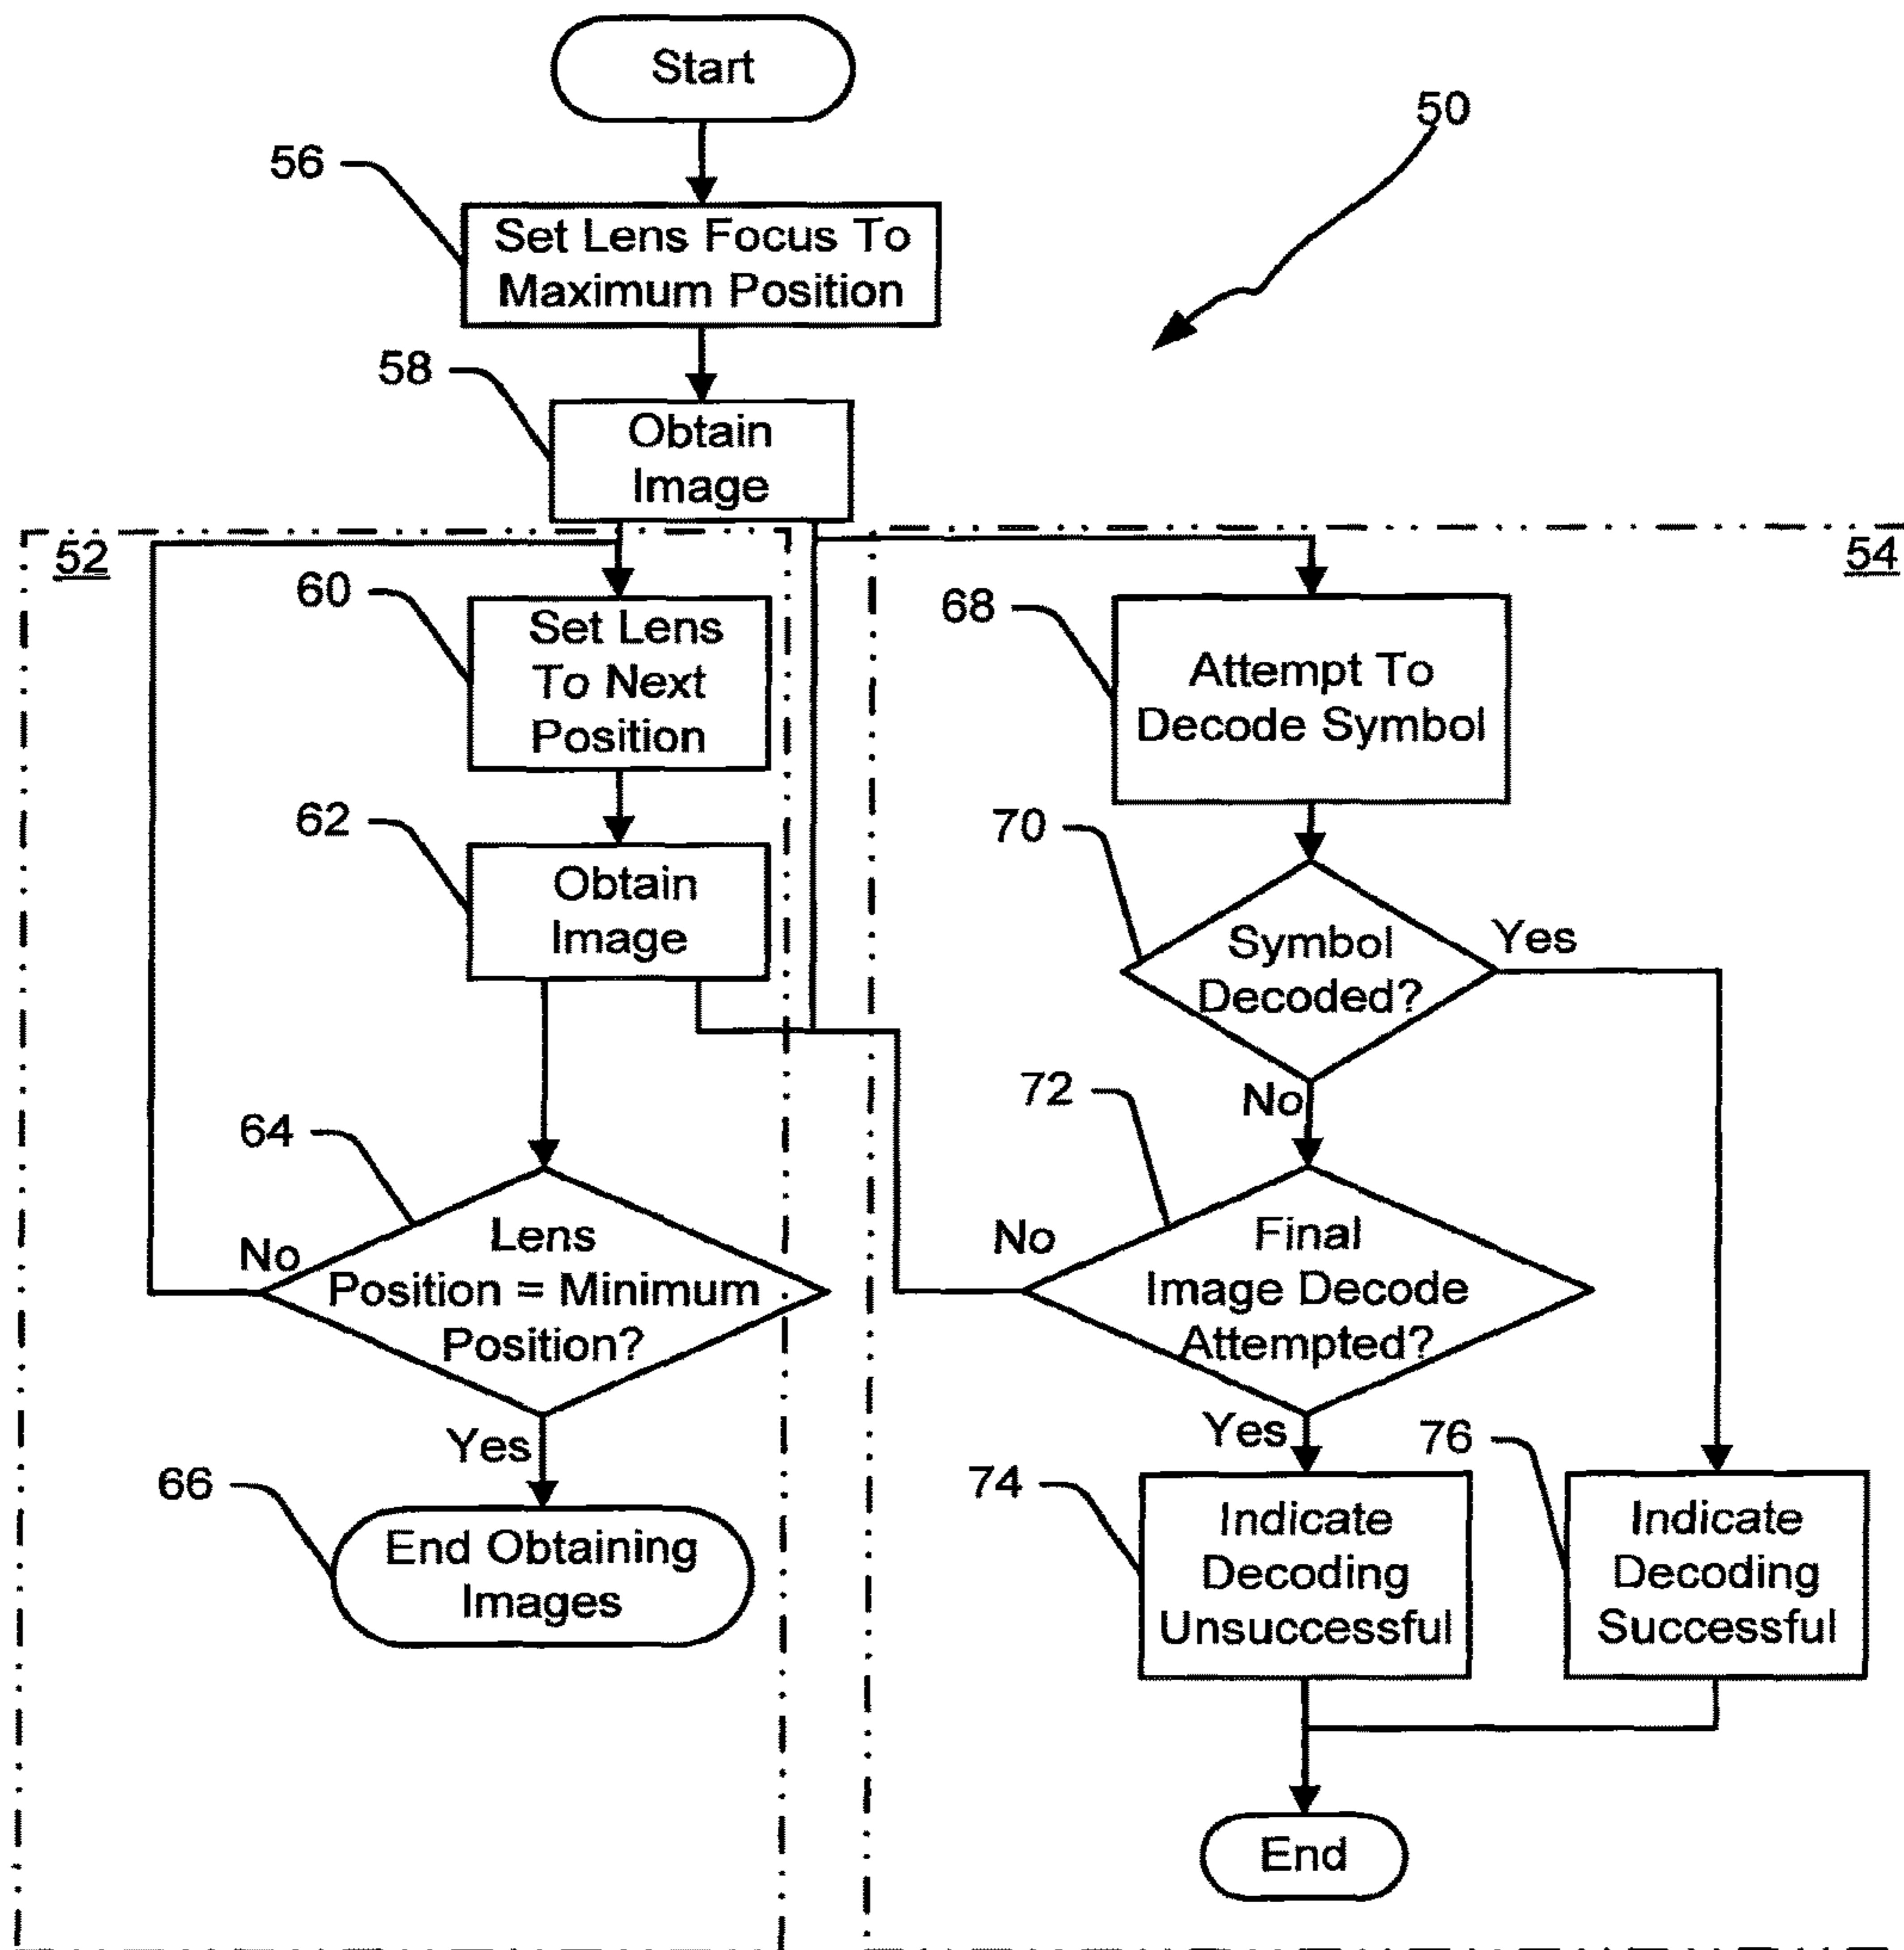 Start
50
56
Set Lens Focus To
Maximum Position
58
Obtain
Image
52
54
60
Set Lens
To Next
Position
62
Obtain
Image
64
Lens
Position = Minimum
Position?
No
Yes
66
End Obtaining
Images
68
Attempt To
Decode Symbol
70
Symbol
Decoded?
Yes
No
72
Final
Image Decode
Attempted?
No
Yes
74
Indicate
Decoding
Unsuccessful
76
Indicate
Decoding
Successful
End